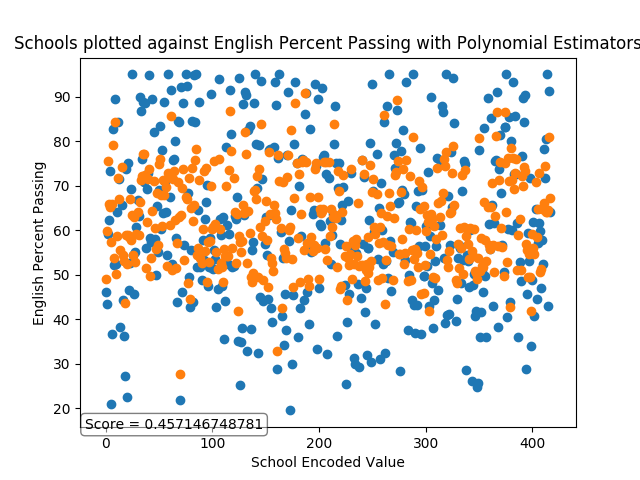 Schools plotted against English Percent Passing with Polynomial Estimators
90
80
70
60
50
40
30
20
English Percent Passing
Score = 0.457146748781
0 100 200 300 400
School Encoded Value